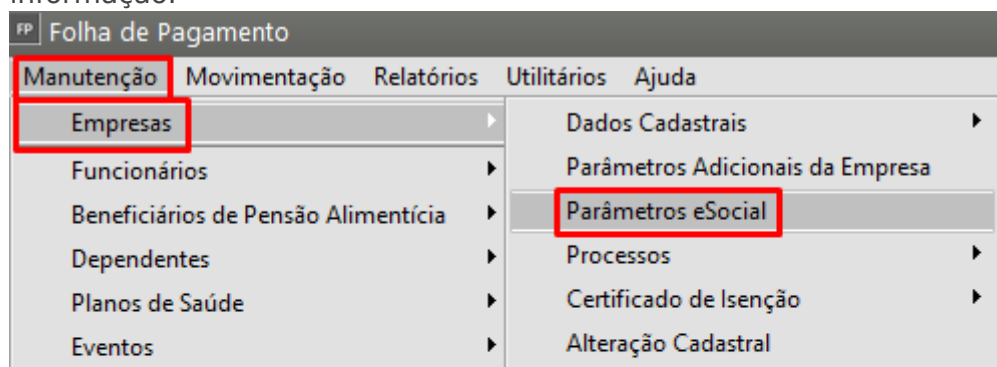 informação.
FP Folha de Pagamento
Manutenção Movimentação Relatórios Utilitários Ajuda
Empresas
Funcionários
Beneficiários de Pensão Alimentícia
Dependentes
Planos de Saúde
Eventos
Dados Cadastrais
Parâmetros Adicionais da Empresa
Parâmetros eSocial
Processos
Certificado de Isenção
Alteração Cadastral